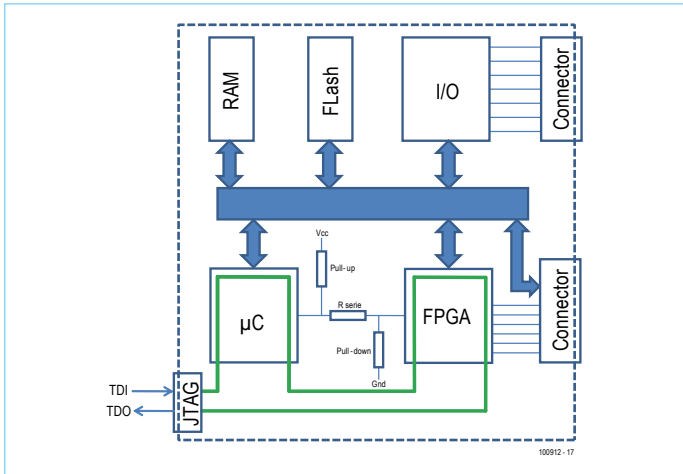 RAM
FLash
I/O
Connector
Vcc
Pull-up
µC
R serie
FPGA
Connector
Pull-down
Gnd
TDI
TDO
JTAG
100912 - 17